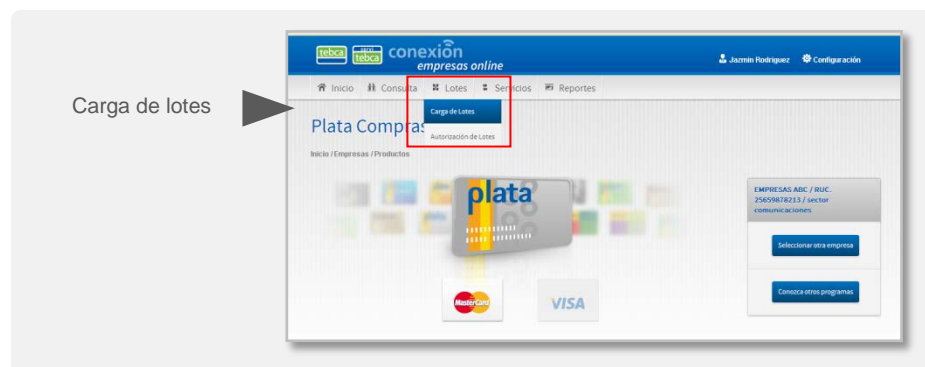 Carga de lotes
tebca
servi
tebca
conexión
empresas online
Jazmin Rodriguez
Configuración
Inicio
Consulta
Lotes
Servicios
Reportes
Carga de Lotes
Autorización de Lotes
Plata Compras
Inicio / Empresas / Productos
plata
MasterCard
VISA
EMPRESAS ABC / RUC.
25659878213 / sector
comunicaciones
Seleccionar otra empresa
Conozca otros programas